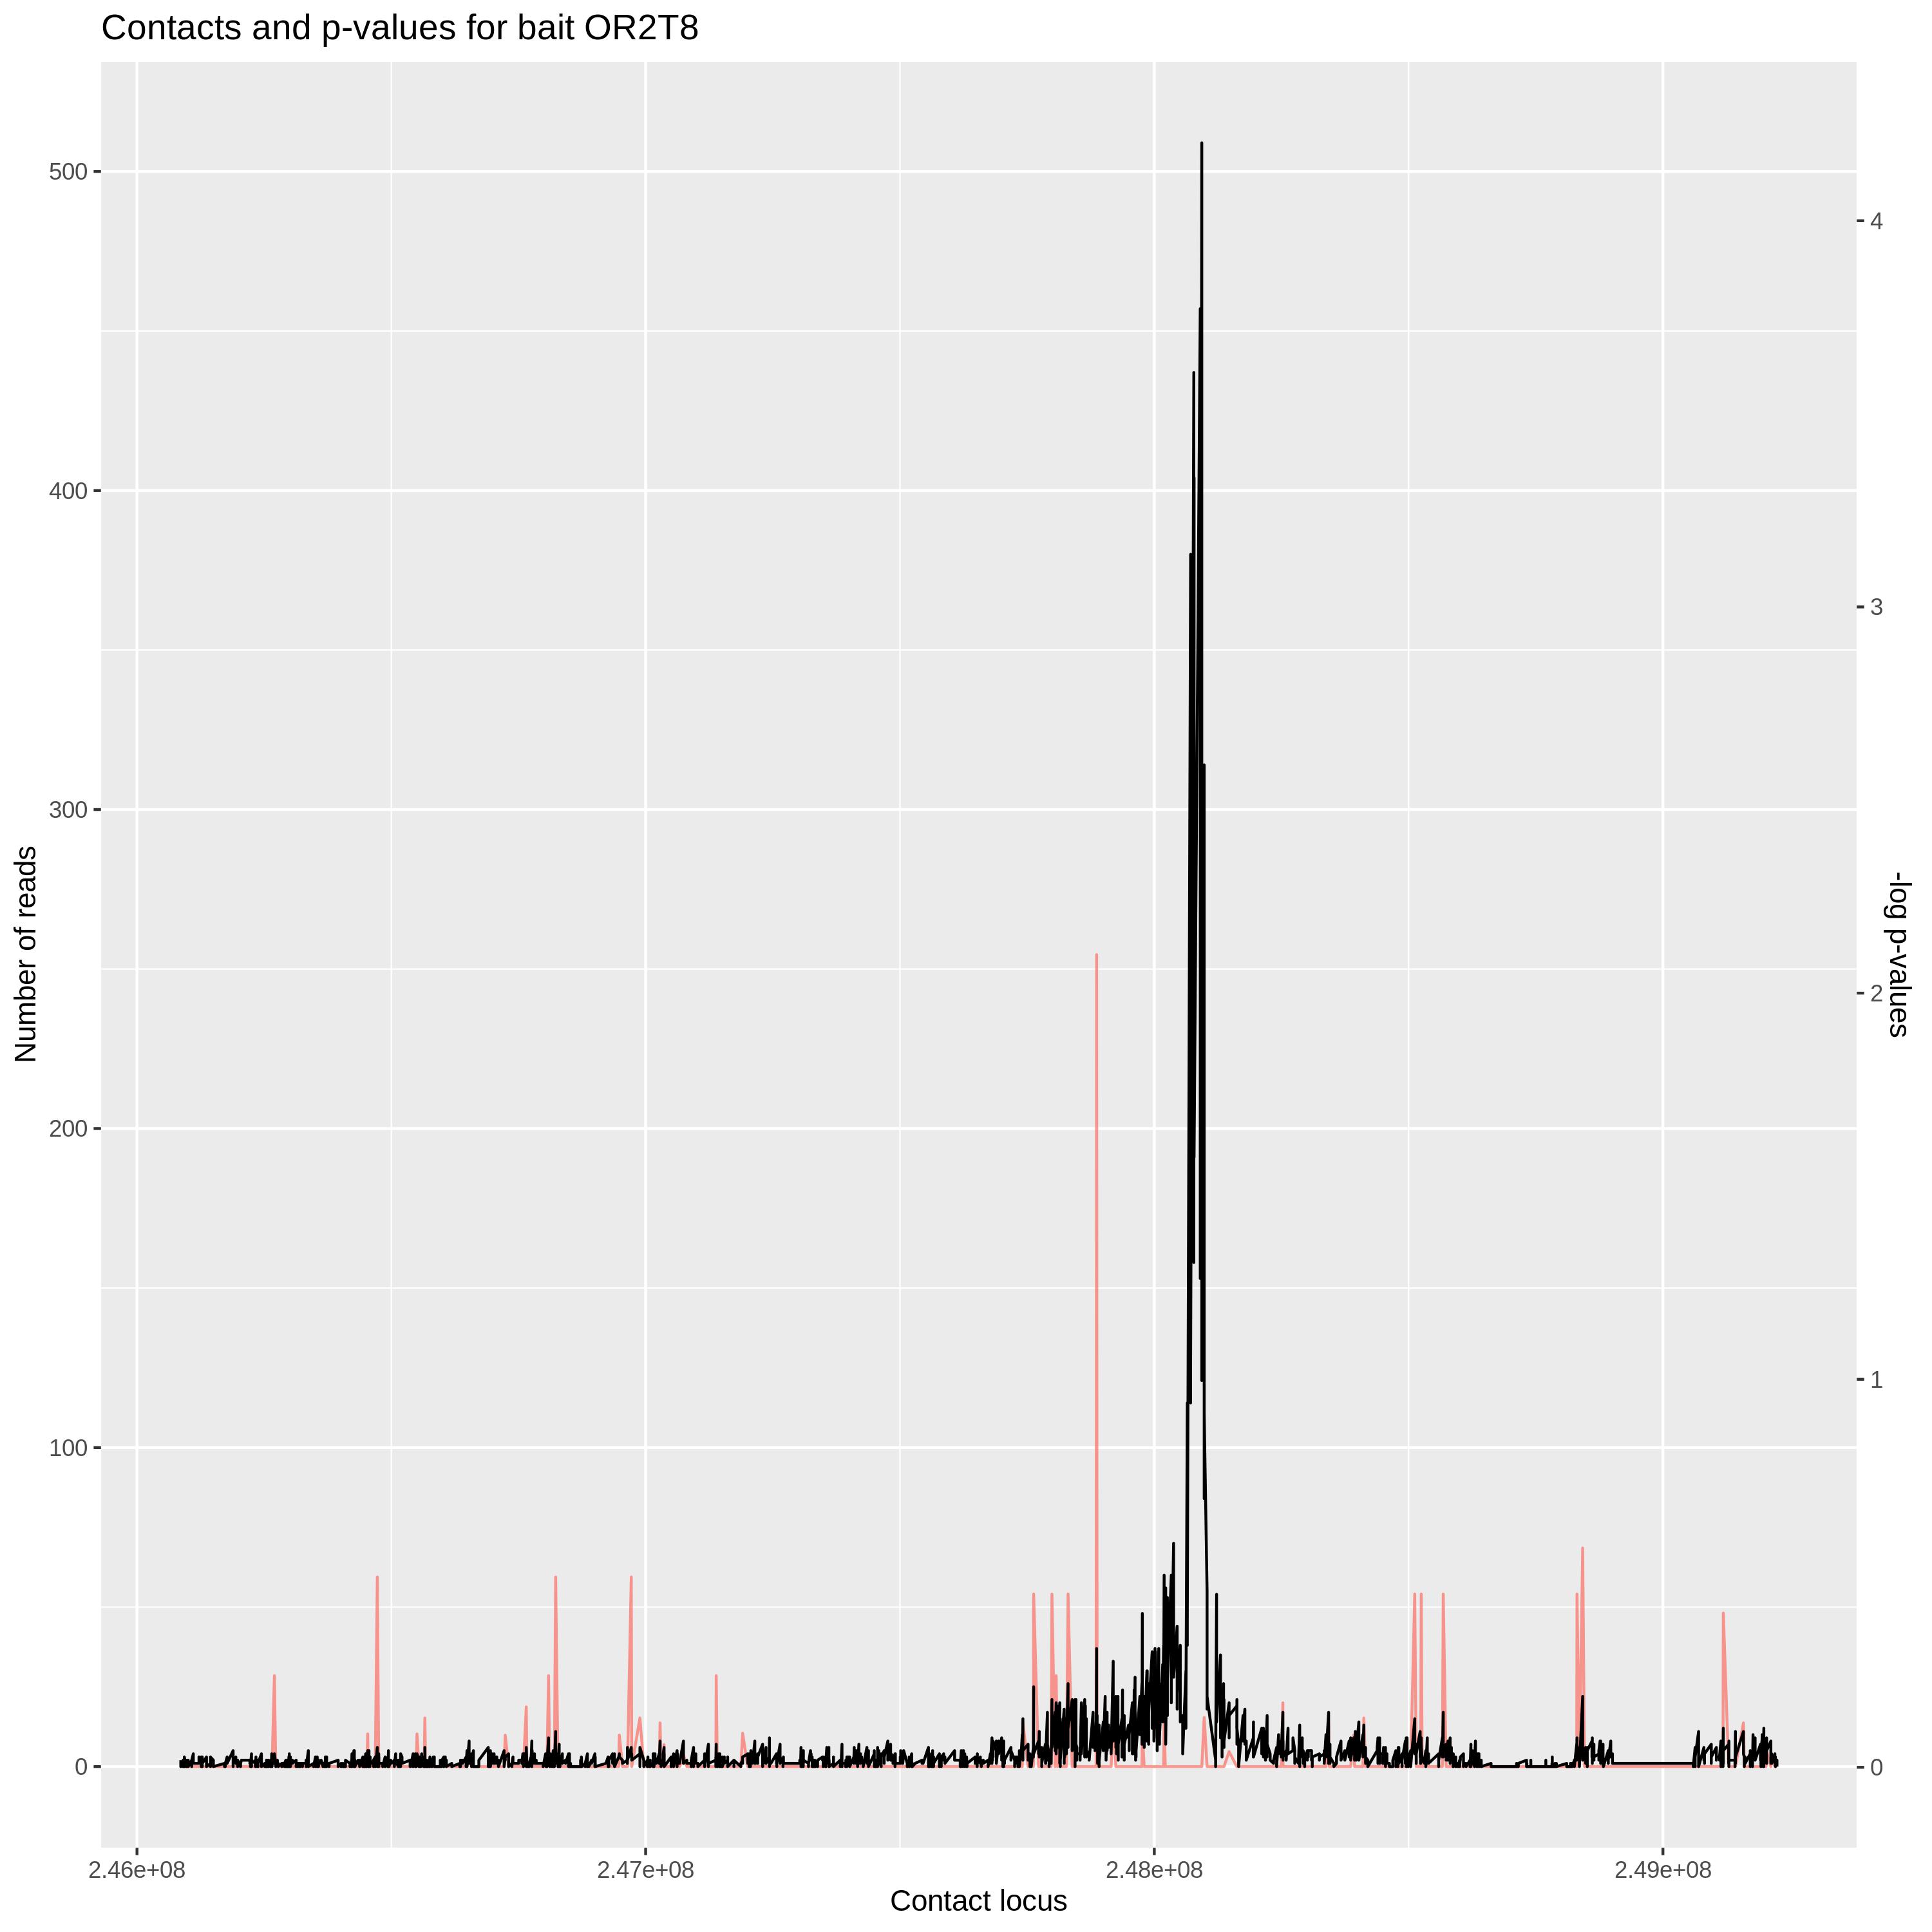 Contacts and p-values for bait OR2T8
Number of reads
500
400
300
200
100
0
4
3
2
1
0
-log p-values
2.46e+08 2.47e+08 2.48e+08 2.49e+08
Contact locus